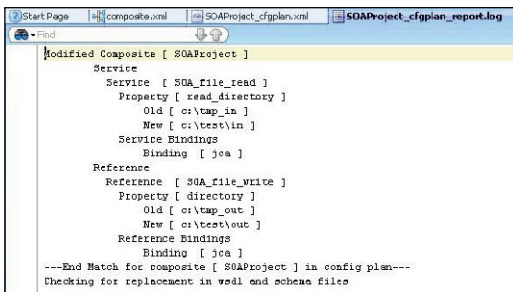 Start Page composite.xml SOAProject_cfgplan.xml SOAProject_cfgplan_report.log
Find
Modified Composite [ SOAProject ]
Service
Service [ SOA_file_read ]
Property [ read_directory ]
Old [ c:\tmp_in ]
New [ c:\test\in ]
Service Bindings
Binding [ jca ]
Reference
Reference [ SOA_file_write ]
Property [ directory ]
Old [ c:\tmp_out ]
New [ c:\test\out ]
Reference Bindings
Binding [ jca ]
---End Match for composite [ SOAProject ] in config plan---
Checking for replacement in wsdl and schema files